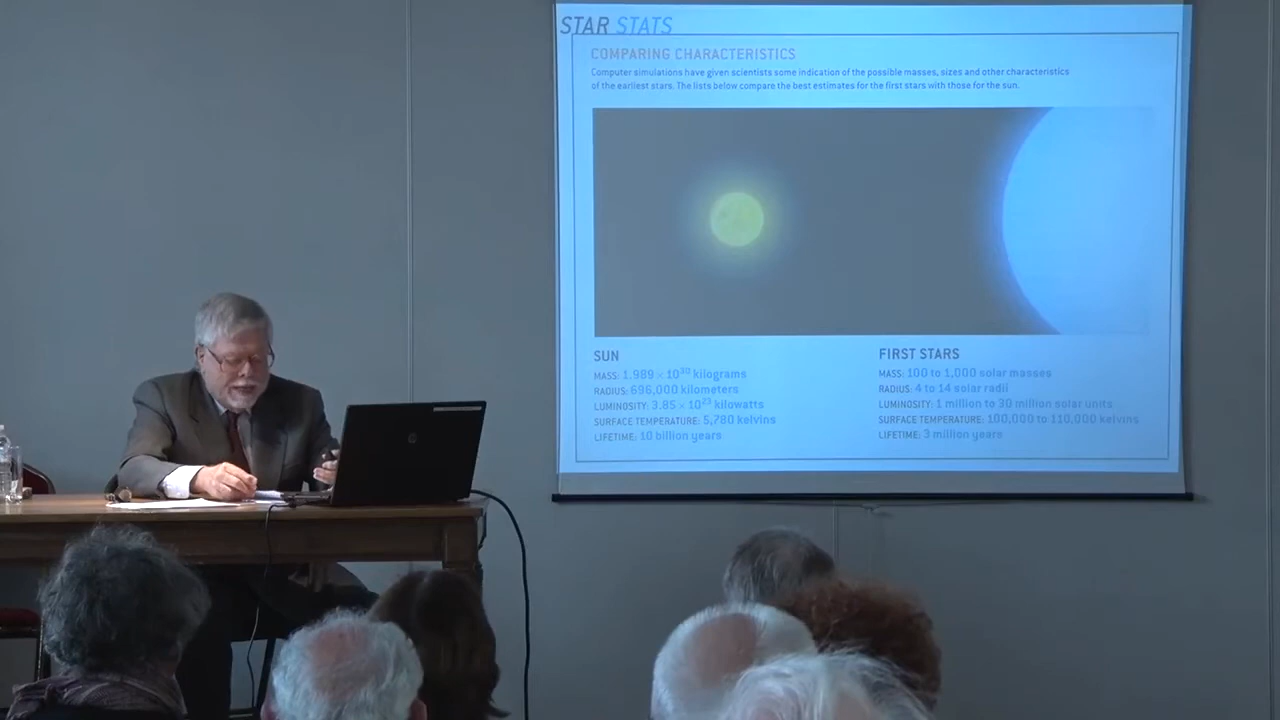 STAR STATS
COMPARING CHARACTERISTICS
Computer simulations have given scientists some indication of the possible masses, sizes and other characteristics
of the earliest stars. The lists below compare the best estimates for the first stars with those for the sun.
SUN
MASS: 1.989 × 10³⁰ kilograms
RADIUS: 696,000 kilometers
LUMINOSITY: 3.85 × 10²³ kilowatts
SURFACE TEMPERATURE: 5,780 kelvins
LIFETIME: 10 billion years
FIRST STARS
MASS: 100 to 1,000 solar masses
RADIUS: 4 to 14 solar radii
LUMINOSITY: 1 million to 30 million solar units
SURFACE TEMPERATURE: 100,000 to 110,000 kelvins
LIFETIME: 3 million years